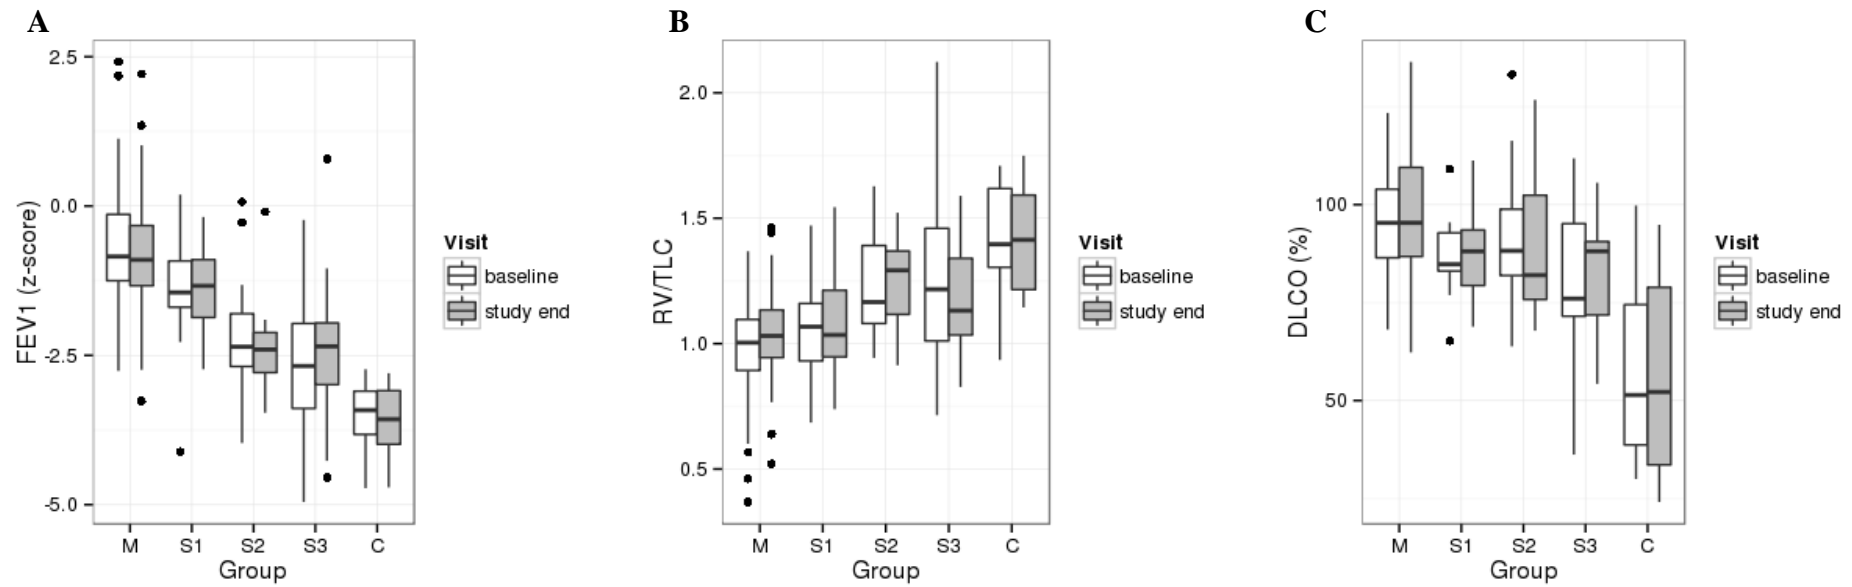 A
FEV1 (z-score)
2.5
0.0
-2.5
-5.0
M S1 S2 S3 C
Group
Visit
baseline
study end
B
RV/TLC
2.0
1.5
1.0
0.5
M S1 S2 S3 C
Group
Visit
baseline
study end
C
DLCO (%)
100
50
M S1 S2 S3 C
Group
Visit
baseline
study end